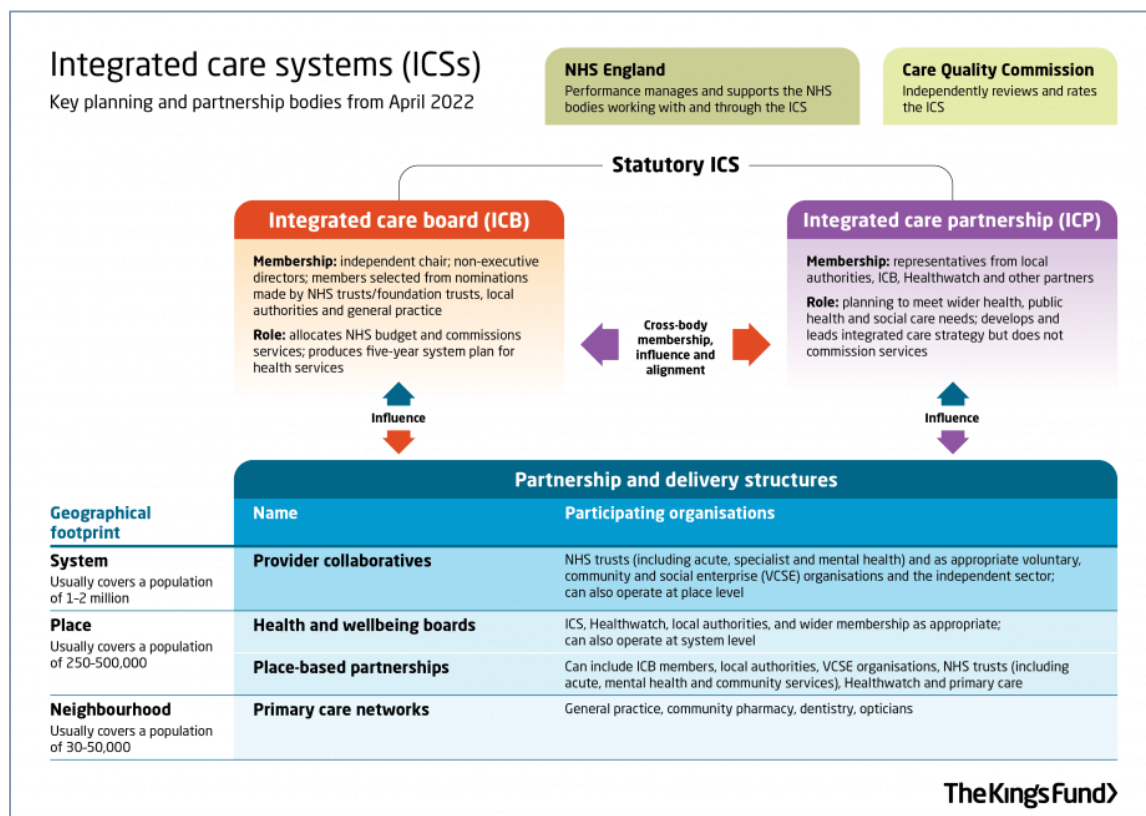 Integrated care systems (ICSs)
Key planning and partnership bodies from April 2022
NHS England
Performance manages and supports the NHS
bodies working with and through the ICS
Care Quality Commission
Independently reviews and rates
the ICS
Statutory ICS
Integrated care board (ICB)
Membership: independent chair; non-executive
directors; members selected from nominations
made by NHS trusts/foundation trusts, local
authorities and general practice
Role: allocates NHS budget and commissions
services; produces five-year system plan for
health services
Cross-body
membership,
influence and
alignment
Integrated care partnership (ICP)
Membership: representatives from local
authorities, ICB, Healthwatch and other partners
Role: planning to meet wider health, public
health and social care needs; develops and
leads integrated care strategy but does not
commission services
Influence
Influence
Partnership and delivery structures
Geographical
footprint
Name
Participating organisations
System
Usually covers a population
of 1–2 million
Provider collaboratives
NHS trusts (including acute, specialist and mental health) and as appropriate voluntary,
community and social enterprise (VCSE) organisations and the independent sector;
can also operate at place level
Place
Usually covers a population
of 250–500,000
Health and wellbeing boards
ICS, Healthwatch, local authorities, and wider membership as appropriate;
can also operate at system level
Place-based partnerships
Can include ICB members, local authorities, VCSE organisations, NHS trusts (including
acute, mental health and community services), Healthwatch and primary care
Neighbourhood
Usually covers a population
of 30–50,000
Primary care networks
General practice, community pharmacy, dentistry, opticians
The King's Fund>